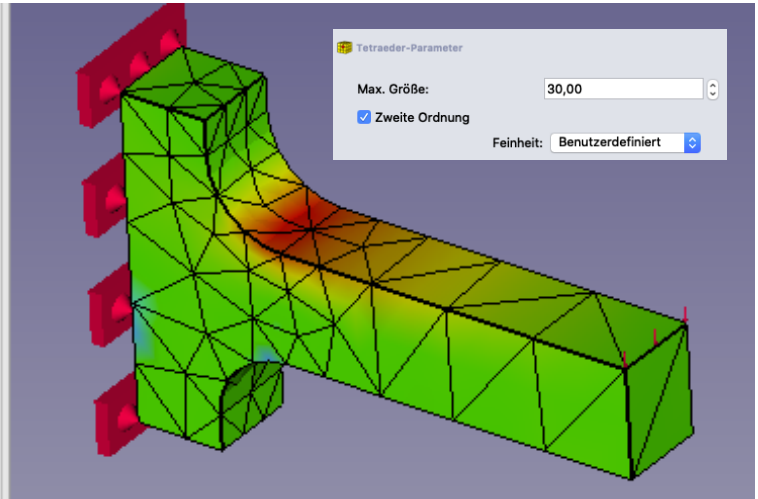 Tetraeder-Parameter
Max. Größe: 30,00
Zweite Ordnung
Feinheit: Benutzerdefiniert